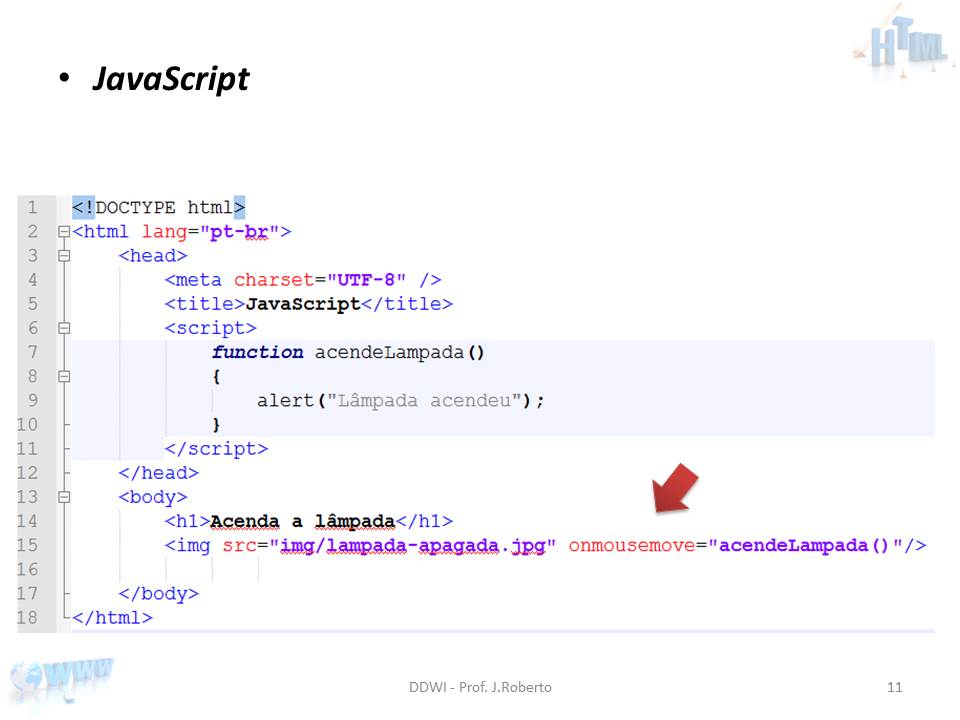 HTML
• JavaScript
1 <!DOCTYPE html>
2 <html lang="pt-br">
3 <head>
4 <meta charset="UTF-8" />
5 <title>JavaScript</title>
6 <script>
7 function acendeLampada()
8 {
9 alert("Lâmpada acendeu");
10 }
11 </script>
12 </head>
13 <body>
14 <h1>Acenda a lâmpada</h1>
15 <img src="img/lampada-apagada.jpg" onmousemove="acendeLampada()"/>
16
17 </body>
18 </html>
WWW
DDWI - Prof. J.Roberto
11